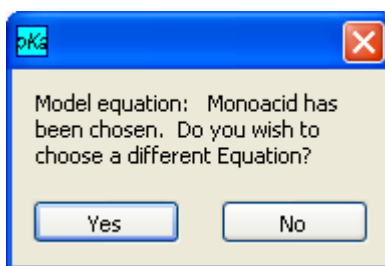 pKa
Model equation:   Monoacid has
been chosen.  Do you wish to
choose a different Equation?
Yes No